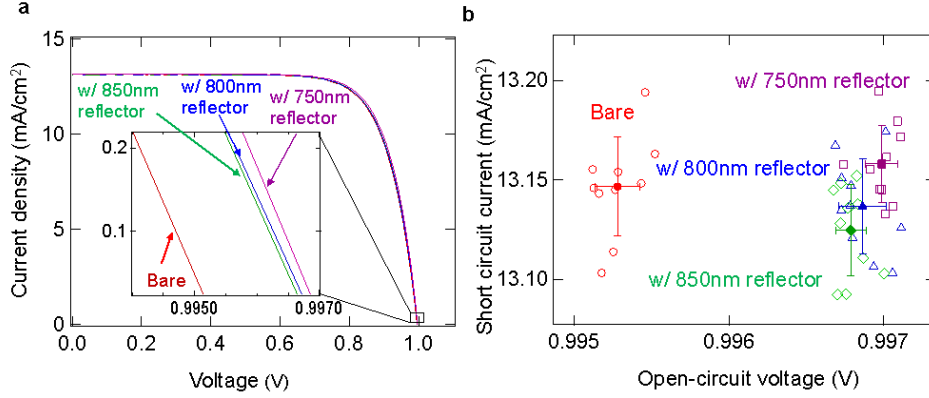 a
Current density (mA/cm²)
15
10
5
0
0.0 0.2 0.4 0.6 0.8 1.0
Voltage (V)
w/ 850nm
reflector
w/ 800nm
reflector
w/ 750nm
reflector
0.2
0.1
0.9950 0.9970
Bare
b
Short circuit current (mA/cm²)
13.20
13.15
13.10
0.995 0.996 0.997
Open-circuit voltage (V)
Bare
w/ 750nm reflector
w/ 800nm reflector
w/ 850nm reflector